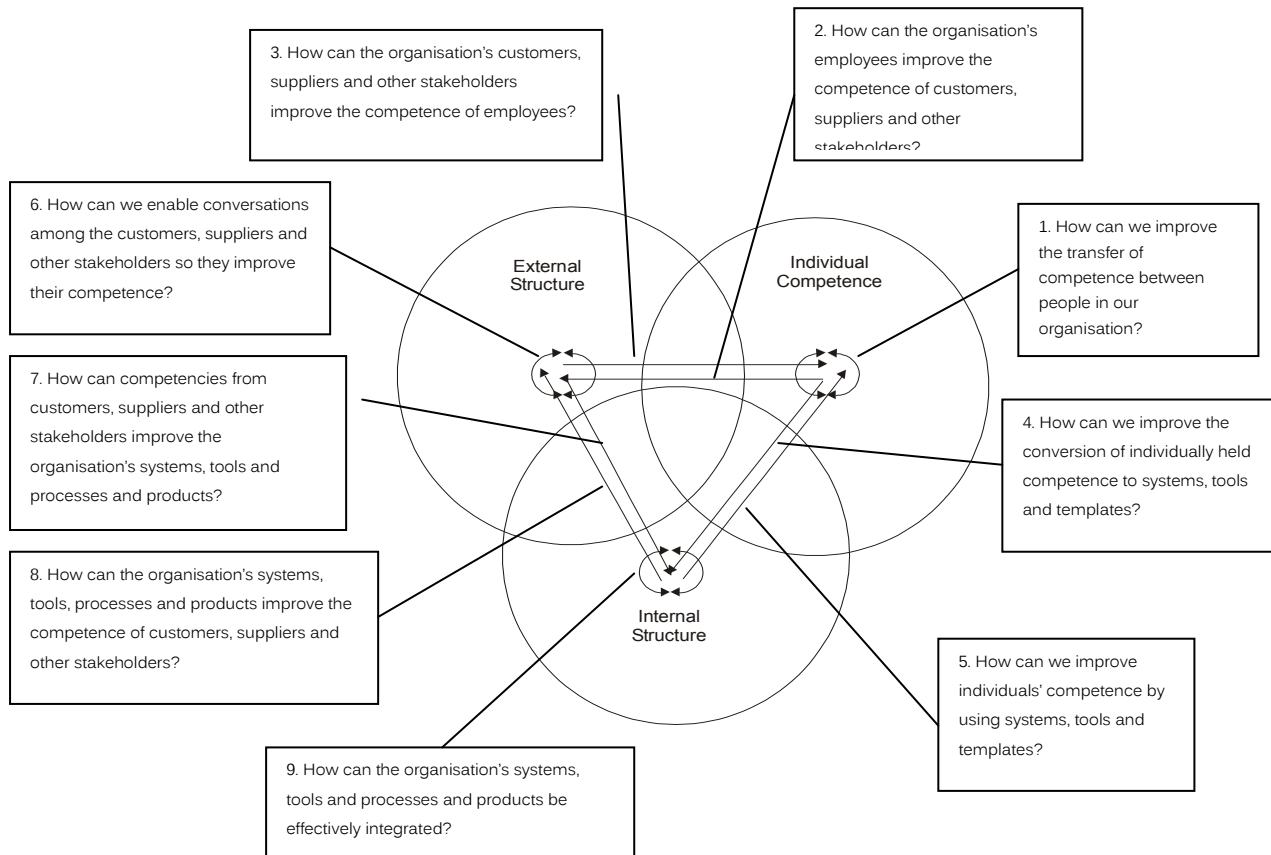 3. How can the organisation’s customers,
suppliers and other stakeholders
improve the competence of employees?
2. How can the organisation’s
employees improve the
competence of customers,
suppliers and other
stakeholders?
6. How can we enable conversations
among the customers, suppliers and
other stakeholders so they improve
their competence?
External
Structure
Individual
Competence
1. How can we improve
the transfer of
competence between
people in our
organisation?
7. How can competencies from
customers, suppliers and other
stakeholders improve the
organisation’s systems, tools and
processes and products?
4. How can we improve the
conversion of individually held
competence to systems, tools
and templates?
8. How can the organisation’s systems,
tools, processes and products improve the
competence of customers, suppliers and
other stakeholders?
Internal
Structure
5. How can we improve
individuals’ competence by
using systems, tools and
templates?
9. How can the organisation’s systems,
tools and processes and products be
effectively integrated?